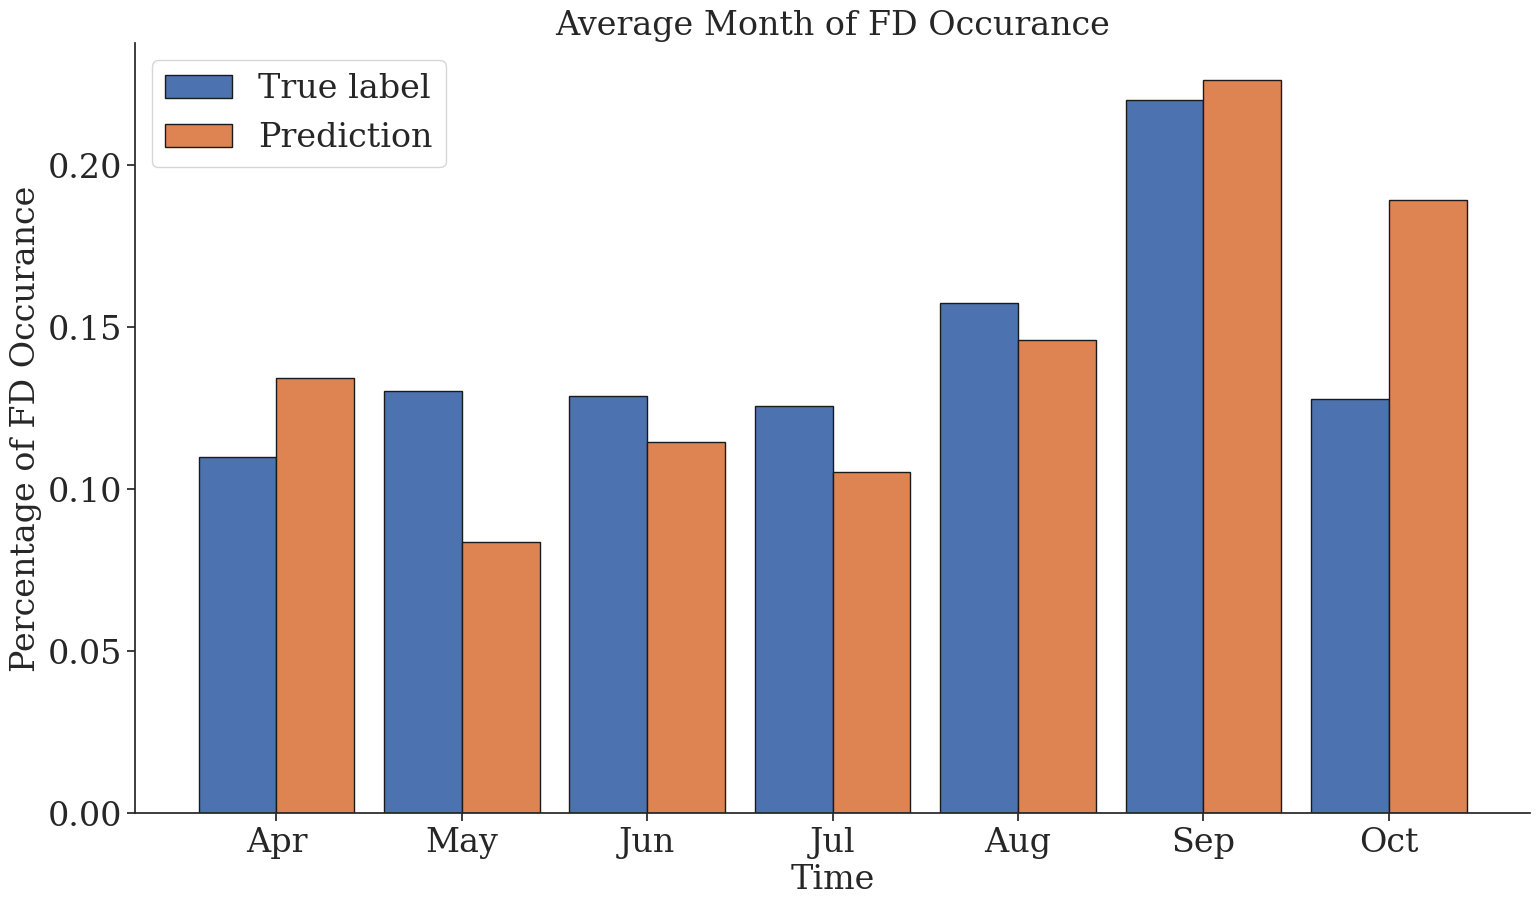 Average Month of FD Occurance
True label
Prediction
Percentage of FD Occurance
0.20
0.15
0.10
0.05
0.00
Apr May Jun Jul Aug Sep Oct
Time